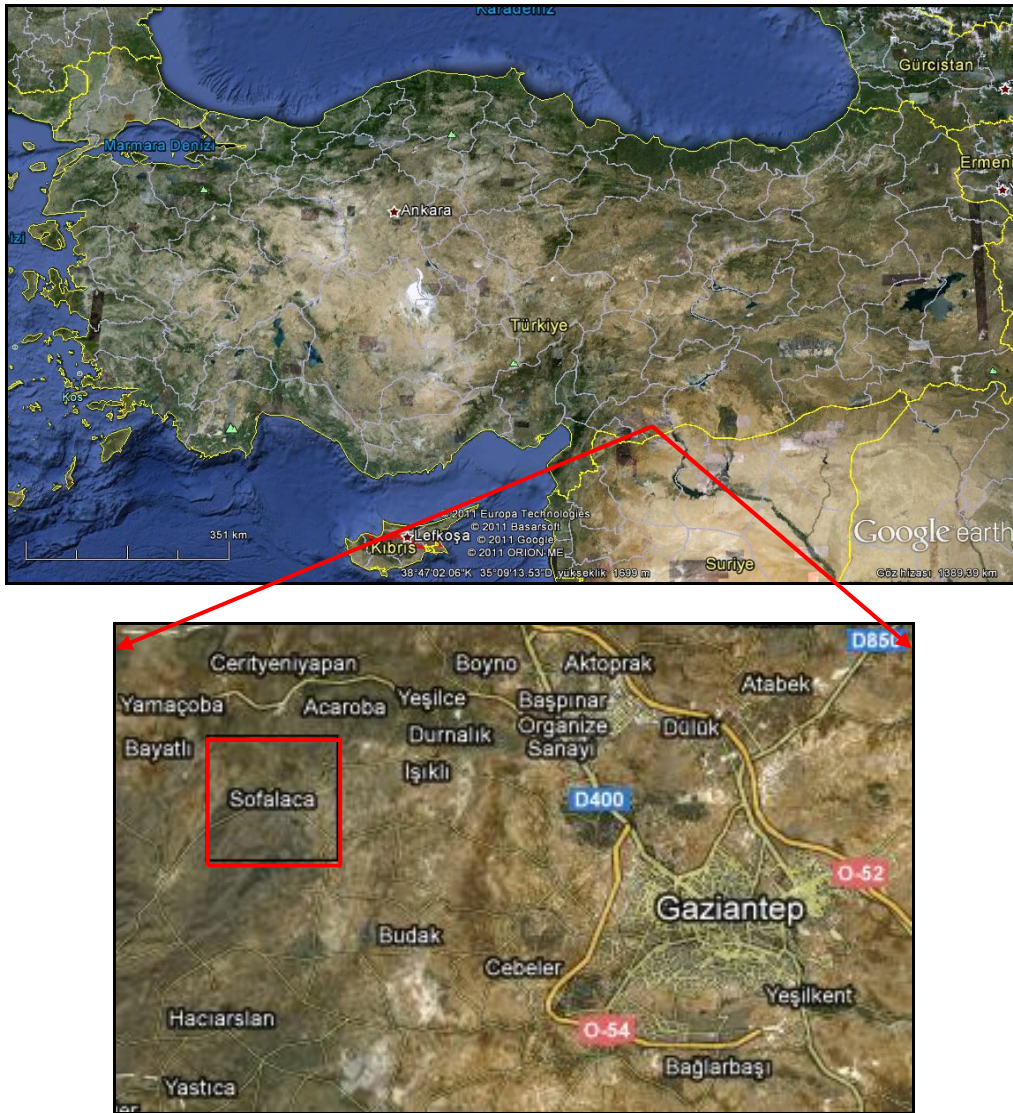 Karadeniz
Gürcistan
Marmara Denizi
Ermeni
Ankara
izi
Türkiye
Kos
© 2011 Europa Technologies
© 2011 Basarsoft
© 2011 Google
© 2011 ORION-ME
351 km
Lefkoşa
Kıbrıs
Google earth
Suriye
38°47'02.06"K 35°09'13.53"D yükseklik 1699 m
Göz hizası 1389.39 km
D850
Cerityeniyapan
Boyno
Aktoprak
Atabek
Yamaçoba
Acaroba
Yeşilce
Başpınar
Organize
Sanayi
Durnalık
Dülük
Bayatlı
Işıklı
Sofalaca
D400
O-52
Gaziantep
Budak
Cebeler
Yeşilkent
Hacıarslan
O-54
Bağlarbaşı
Yastıca